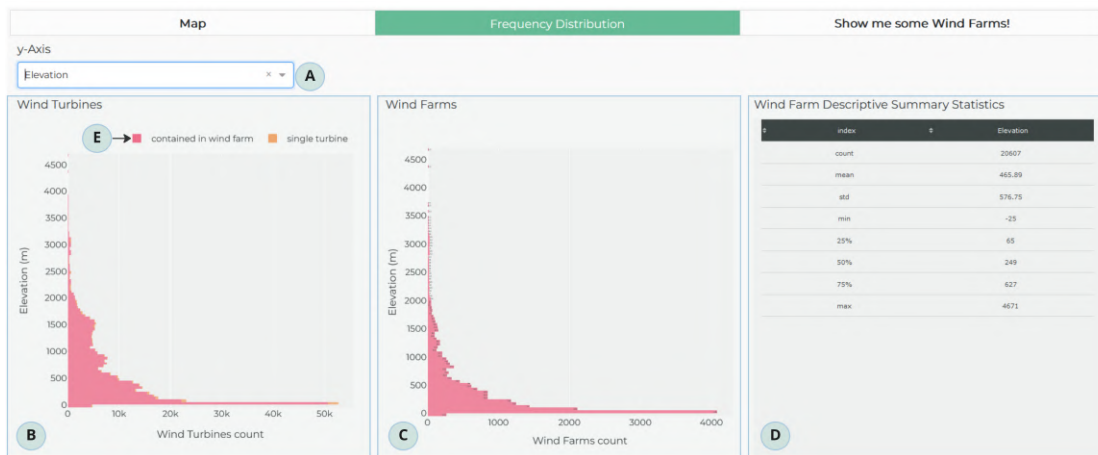 Map
Frequency Distribution
Show me some Wind Farms!
y-Axis
Elevation
×
A
Wind Turbines
E
contained in wind farm
single turbine
4500
4000
3500
3000
2500
2000
1500
1000
500
0
Elevation (m)
0 10k 20k 30k 40k 50k
Wind Turbines count
B
Wind Farms
4500
4000
3500
3000
2500
2000
1500
1000
500
0
Elevation (m)
0 1000 2000 3000 4000
Wind Farms count
C
Wind Farm Descriptive Summary Statistics
index Elevation
count 20607
mean 465.89
std 576.75
min -25
25% 65
50% 249
75% 627
max 4671
D